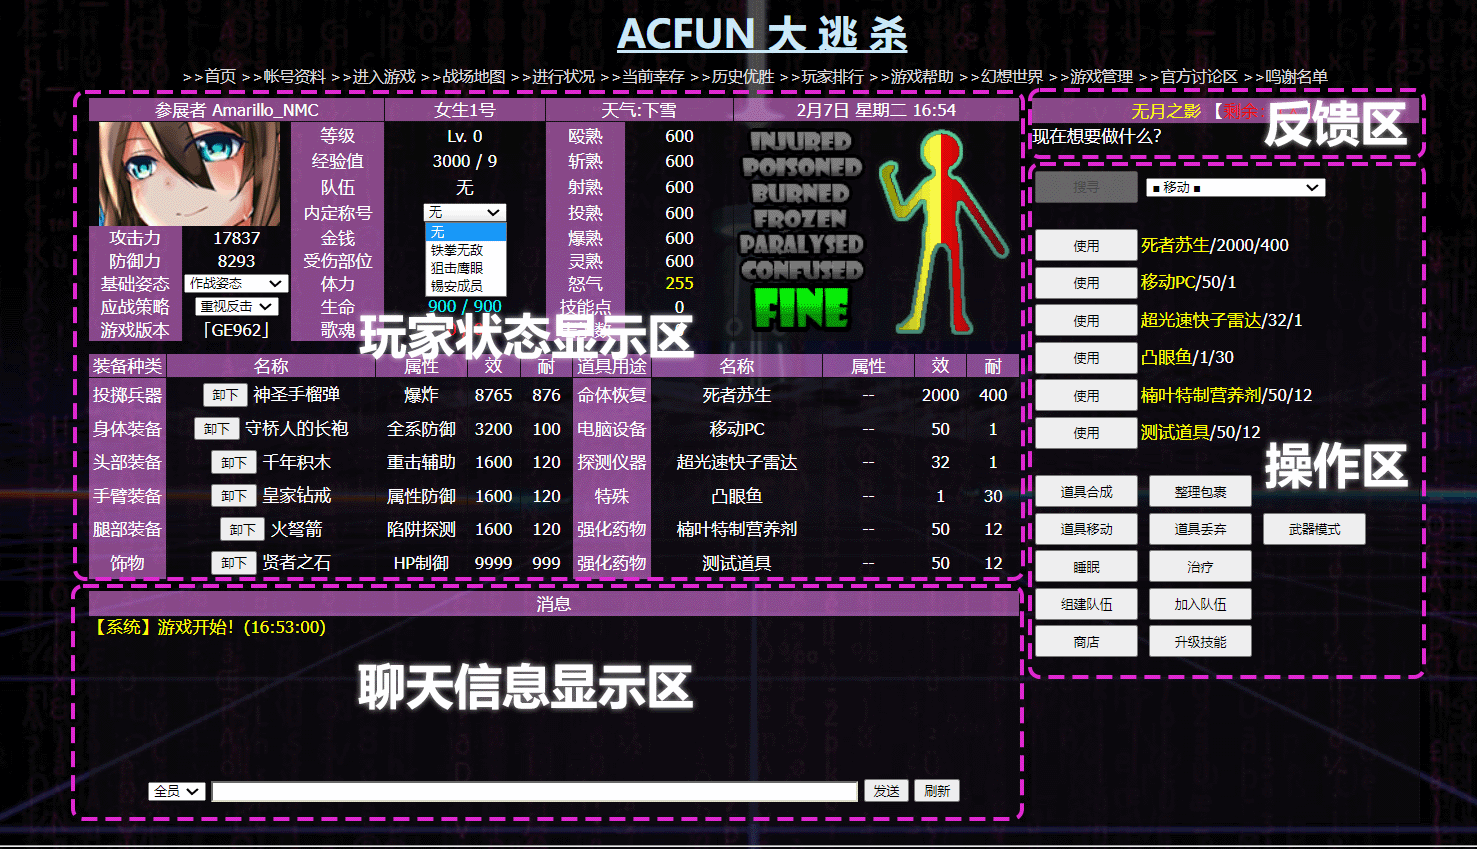 ACFUN 大 逃 杀
>>首页 >>帐号资料 >>进入游戏 >>战场地图 >>进行状况 >>当前幸存 >>历史优胜 >>玩家排行 >>游戏帮助 >>幻想世界 >>游戏管理 >>官方讨论区 >>鸣谢名单
参展者 Amarillo_NMC 女生1号 天气:下雪 2月7日 星期二 16:54
等级 Lv. 0 殴熟 600
经验值 3000 / 9 斩熟 600
队伍 无 射熟 600
内定称号 无 投熟 600
无
铁拳无敌
狙击鹰眼
锡安成员
攻击力 17837 金钱 爆熟 600
防御力 8293 受伤部位 灵熟 600
基础姿态 作战姿态 体力 怒气 255
应战策略 重视反击 生命 900 / 900 技能点 0
游戏版本 「GE962」 歌魂
INJURED
POISONED
BURNED
FROZEN
PARALYSED
CONFUSED
FINE
玩家状态显示区
装备种类 名称 属性 效 耐 道具用途 名称 属性 效 耐
投掷兵器 卸下 神圣手榴弹 爆炸 8765 876 命体恢复 死者苏生 -- 2000 400
身体装备 卸下 守桥人的长袍 全系防御 3200 100 电脑设备 移动PC -- 50 1
头部装备 卸下 千年积木 重击辅助 1600 120 探测仪器 超光速快子雷达 -- 32 1
手臂装备 卸下 皇家钻戒 属性防御 1600 120 特殊 凸眼鱼 -- 1 30
腿部装备 卸下 火弩箭 陷阱探测 1600 120 强化药物 楠叶特制营养剂 -- 50 12
饰物 卸下 贤者之石 HP制御 9999 999 强化药物 测试道具 -- 50 12
消息
【系统】游戏开始！(16:53:00)
聊天信息显示区
全员 发送 刷新
无月之影 【剩余:
反馈区
现在想要做什么?
搜寻 ■ 移动 ■
使用 死者苏生/2000/400
使用 移动PC/50/1
使用 超光速快子雷达/32/1
使用 凸眼鱼/1/30
使用 楠叶特制营养剂/50/12
使用 测试道具/50/12
操作区
道具合成 整理包裹
道具移动 道具丢弃 武器模式
睡眠 治疗
组建队伍 加入队伍
商店 升级技能